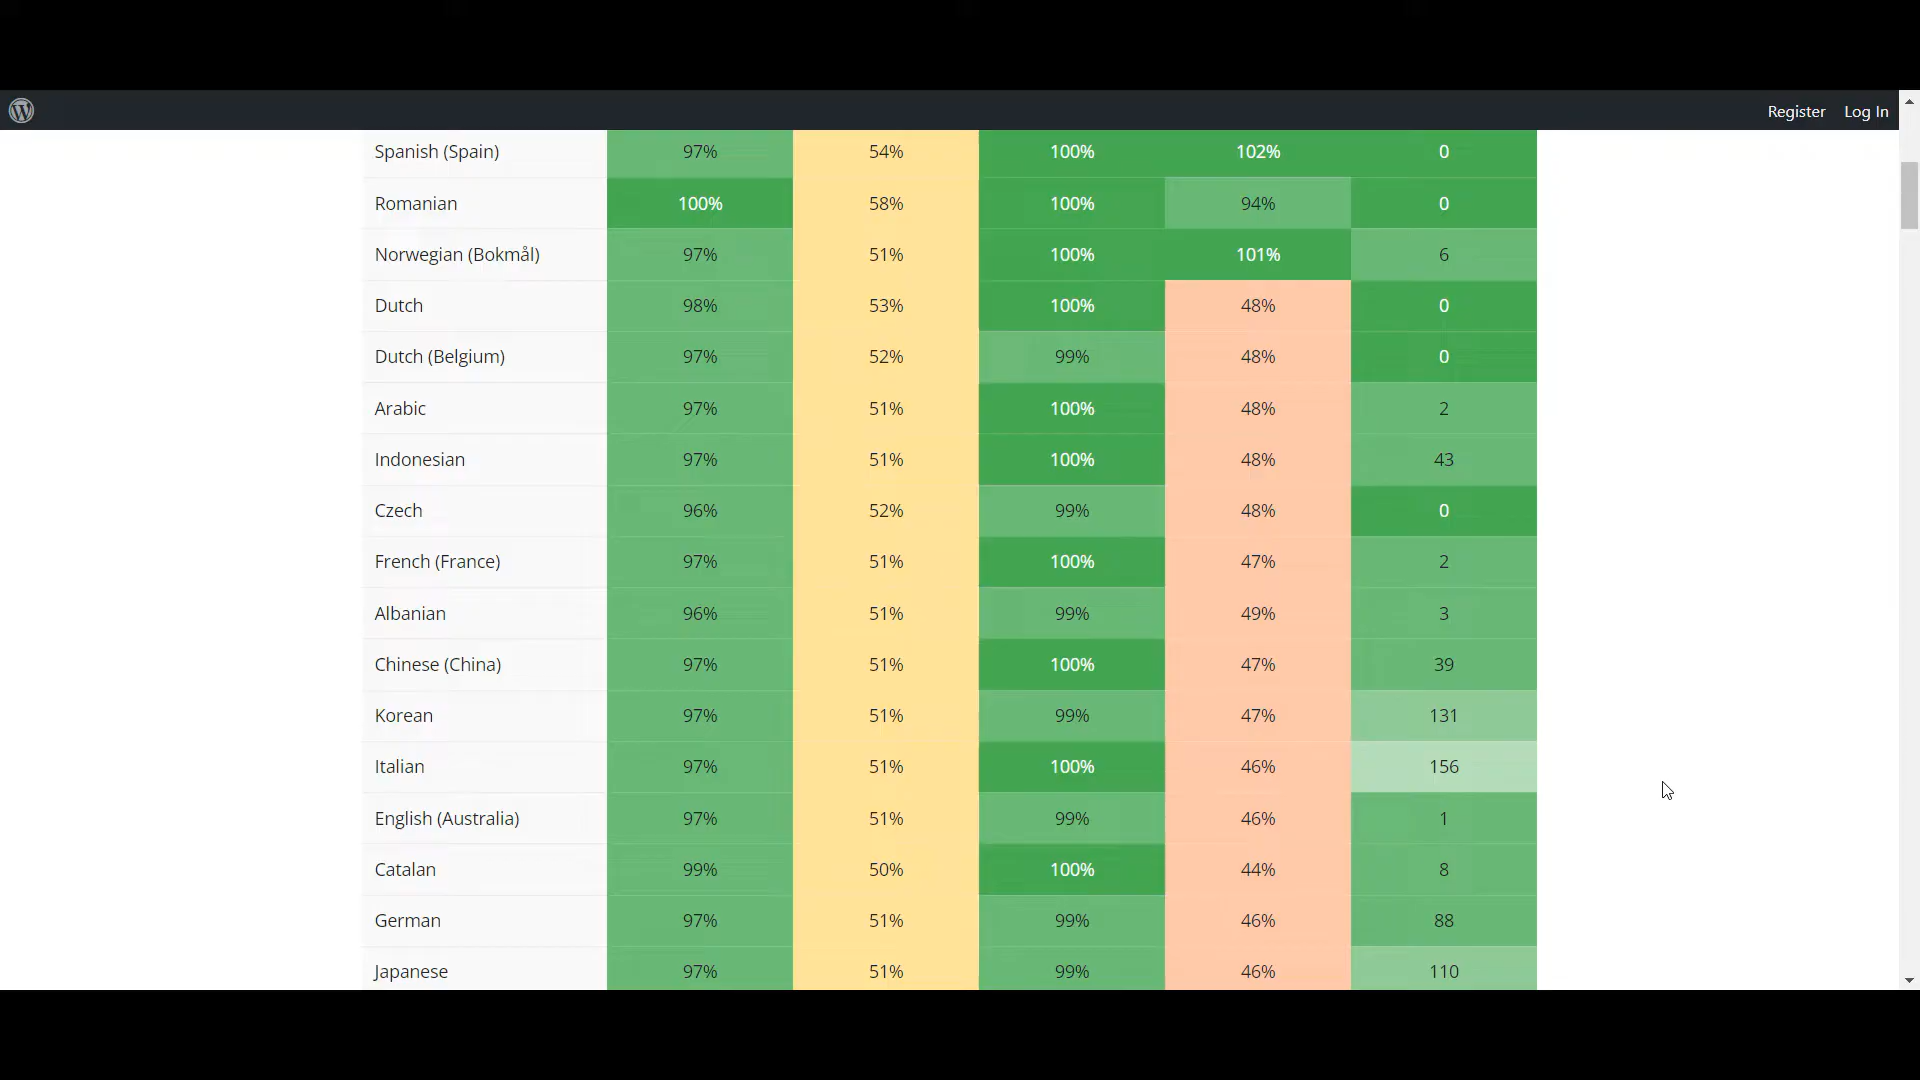 Register Log In
Spanish (Spain) 97% 54% 100% 102% 0
Romanian 100% 58% 100% 94% 0
Norwegian (Bokmål) 97% 51% 100% 101% 6
Dutch 98% 53% 100% 48% 0
Dutch (Belgium) 97% 52% 99% 48% 0
Arabic 97% 51% 100% 48% 2
Indonesian 97% 51% 100% 48% 43
Czech 96% 52% 99% 48% 0
French (France) 97% 51% 100% 47% 2
Albanian 96% 51% 99% 49% 3
Chinese (China) 97% 51% 100% 47% 39
Korean 97% 51% 99% 47% 131
Italian 97% 51% 100% 46% 156
English (Australia) 97% 51% 99% 46% 1
Catalan 99% 50% 100% 44% 8
German 97% 51% 99% 46% 88
Japanese 97% 51% 99% 46% 110